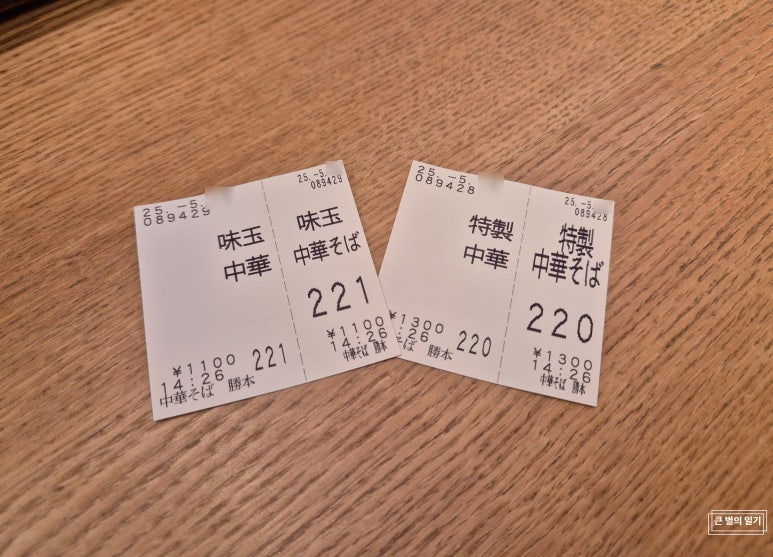 25. -5.
089429
味玉
中華
¥1100
14:26
221
中華そば 勝本
25. -5.
089429
味玉
中華そば
221
¥1100
14:26
中華そば 勝本
25. -5.
089428
特製
中華
¥1300
:26
220
そば 勝本
25. -5.
089428
特製
中華そば
220
¥1300
14:26
中華そば 勝本
큰 별의 일기